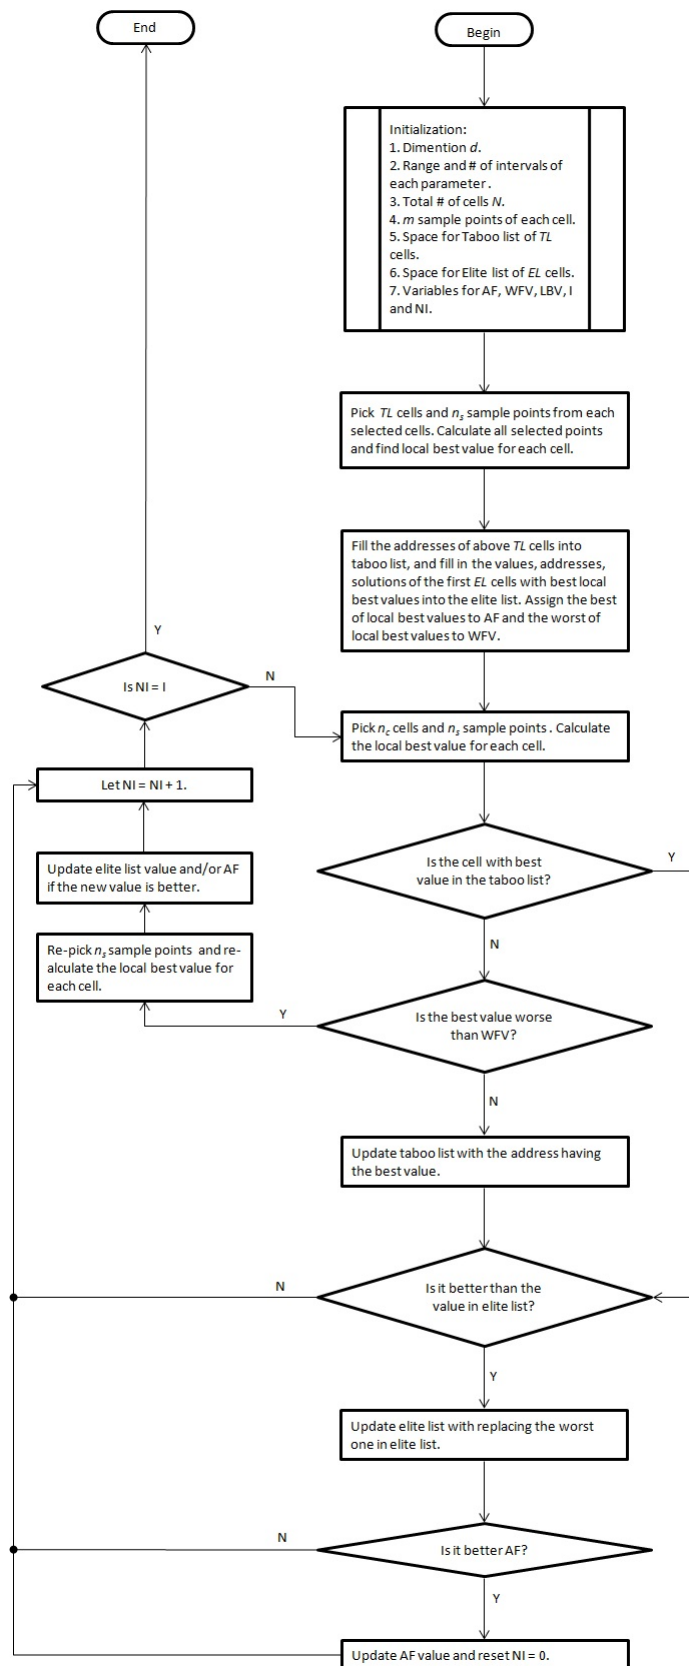 End
Begin
Initialization:
1. Dimention d.
2. Range and # of intervals of
each parameter.
3. Total # of cells N.
4. m sample points of each cell.
5. Space for Taboo list of TL
cells.
6. Space for Elite list of EL cells.
7. Variables for AF, WFV, LBV, I
and NI.
Pick TL cells and ns sample points from each
selected cells. Calculate all selected points
and find local best value for each cell.
Fill the addresses of above TL cells into
taboo list, and fill in the values, addresses,
solutions of the first EL cells with best local
best values into the elite list. Assign the best
of local best values to AF and the worst of
local best values to WFV.
Y
Is NI = I
N
Pick nc cells and ns sample points. Calculate
the local best value for each cell.
Let NI = NI + 1.
Is the cell with best
value in the taboo list?
Y
Update elite list value and/or AF
if the new value is better.
N
Re-pick ns sample points and re-
alculate the local best value for
each cell.
Y
Is the best value worse
than WFV?
N
Update taboo list with the address having
the best value.
N
Is it better than the
value in elite list?
Y
Update elite list with replacing the worst
one in elite list.
N
Is it better AF?
Y
Update AF value and reset NI = 0.